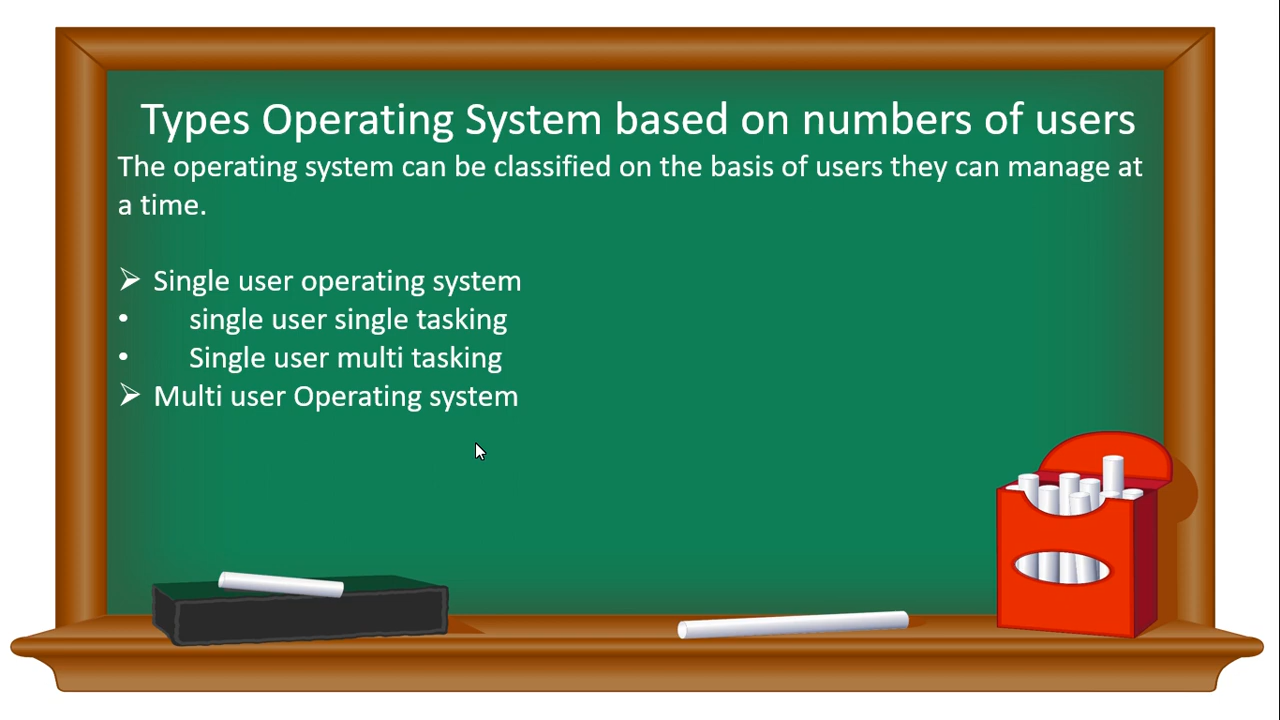 Types Operating System based on numbers of users
The operating system can be classified on the basis of users they can manage at
a time.
➢ Single user operating system
• single user single tasking
• Single user multi tasking
➢ Multi user Operating system